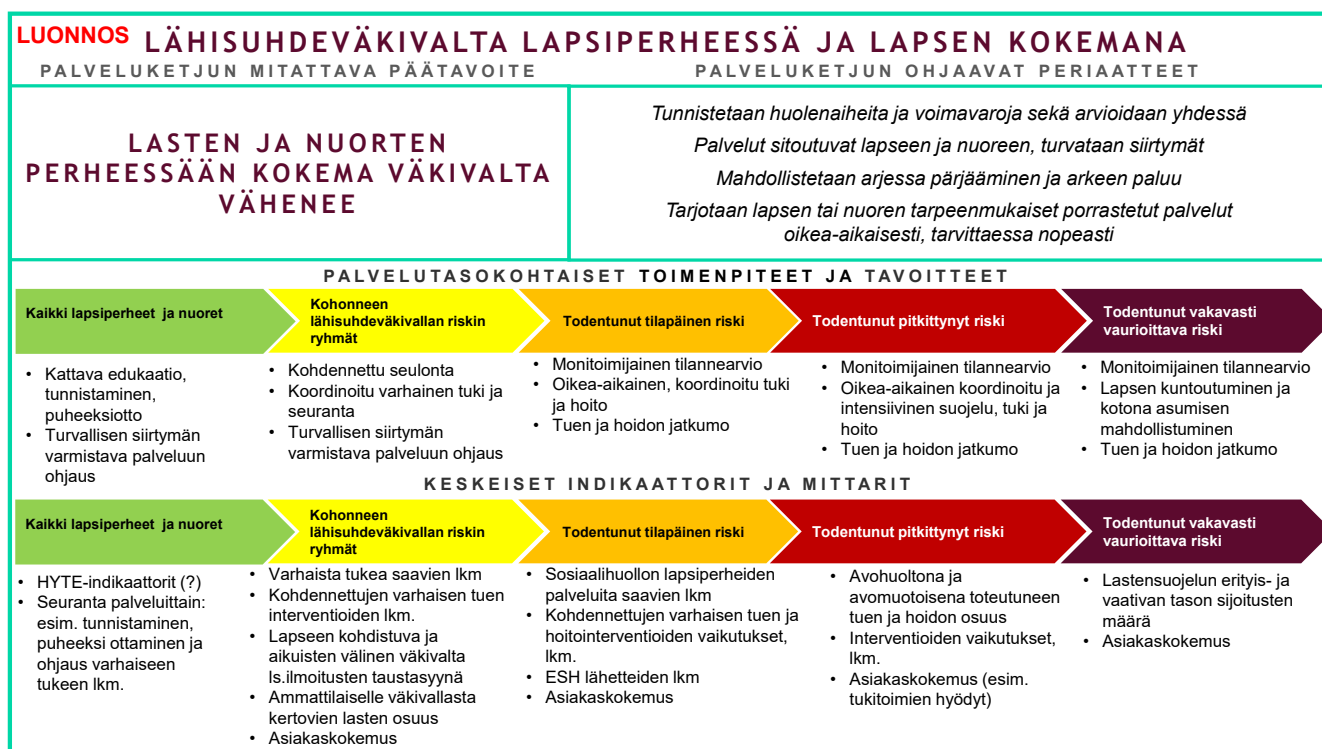 LUONNOS LÄHISUHDEVÄKIVALTA LAPSIPERHEESSÄ JA LAPSEN KOKEMANA
PALVELUKETJUN MITATTAVA PÄÄTAVOITE
PALVELUKETJUN OHJAAVAT PERIAATTEET
LASTEN JA NUORTEN
PERHEESSÄÄN KOKEMA VÄKIVALTA
VÄHENEE
Tunnistetaan huolenaiheita ja voimavaroja sekä arvioidaan yhdessä
Palvelut sitoutuvat lapseen ja nuoreen, turvataan siirtymät
Mahdollistetaan arjessa pärjääminen ja arkeen paluu
Tarjotaan lapsen tai nuoren tarpeenmukaiset porrastetut palvelut
oikea-aikaisesti, tarvittaessa nopeasti
PALVELUTASOKOHTAISET TOIMENPITEET JA TAVOITTEET
Kaikki lapsiperheet ja nuoret
Kohonneen
lähisuhdeväkivallan riskin
ryhmät
Todentunut tilapäinen riski
Todentunut pitkittynyt riski
Todentunut vakavasti
vaurioittava riski
• Kattava edukaatio,
tunnistaminen,
puheeksiotto
• Turvallisen siirtymän
varmistava palveluun
ohjaus
• Kohdennettu seulonta
• Koordinoitu varhainen tuki ja
seuranta
• Turvallisen siirtymän
varmistava palveluun ohjaus
• Monitoimijainen tilannearvio
• Oikea-aikainen, koordinoitu tuki
ja hoito
• Tuen ja hoidon jatkumo
• Monitoimijainen tilannearvio
• Oikea-aikainen koordinoitu ja
intensiivinen suojelu, tuki ja
hoito
• Tuen ja hoidon jatkumo
• Monitoimijainen tilannearvio
• Lapsen kuntoutuminen ja
kotona asumisen
mahdollistuminen
• Tuen ja hoidon jatkumo
KESKEISET INDIKAATTORIT JA MITTARIT
Kaikki lapsiperheet ja nuoret
Kohonneen
lähisuhdeväkivallan riskin
ryhmät
Todentunut tilapäinen riski
Todentunut pitkittynyt riski
Todentunut vakavasti
vaurioittava riski
• HYTE-indikaattorit (?)
• Seuranta palveluittain:
esim. tunnistaminen,
puheeksi ottaminen ja
ohjaus varhaiseen
tukeen lkm.
• Varhaista tukea saavien lkm
• Kohdennettujen varhaisen tuen
interventioiden lkm.
• Lapseen kohdistuva ja
aikuisten välinen väkivalta
ls.ilmoitusten taustasyynä
• Ammattilaiselle väkivallasta
kertovien lasten osuus
• Asiakaskokemus
• Sosiaalihuollon lapsiperheiden
palveluita saavien lkm
• Kohdennettujen varhaisen tuen ja
hoitointerventioiden vaikutukset,
lkm.
• ESH lähetteiden lkm
• Asiakaskokemus
• Avohuoltona ja
avomuotoisena toteutuneen
tuen ja hoidon osuus
• Interventioiden vaikutukset,
lkm.
• Asiakaskokemus (esim.
tukitoimien hyödyt)
• Lastensuojelun erityis- ja
vaativan tason sijoitusten
määrä
• Asiakaskokemus